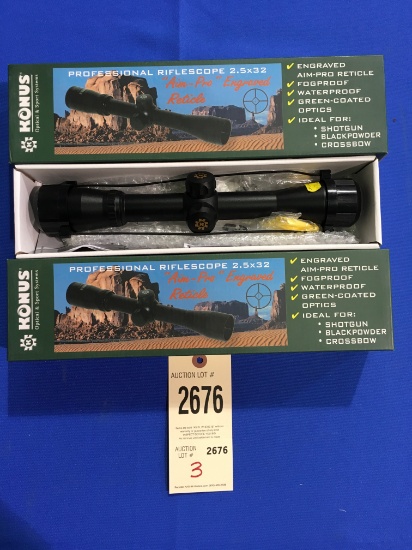 KONUS
Optical & Sport Systems
PROFESSIONAL RIFLESCOPE 2.5x32
"Aim-Pro" Engraved
Reticle
✓ ENGRAVED
AIM-PRO RETICLE
✓ FOGPROOF
✓ WATERPROOF
✓ GREEN-COATED
OPTICS
✓ IDEAL FOR:
• SHOTGUN
• BLACKPOWDER
• CROSSBOW
KONUS
Optical & Sport Systems
PROFESSIONAL RIFLESCOPE 2.5x32
"Aim-Pro" Engraved
Reticle
✓ ENGRAVED
AIM-PRO RETICLE
✓ FOGPROOF
✓ WATERPROOF
✓ GREEN-COATED
OPTICS
✓ IDEAL FOR:
• SHOTGUN
• BLACKPOWDER
• CROSSBOW
AUCTION LOT #
2676
AUCTION
LOT #
2676
3